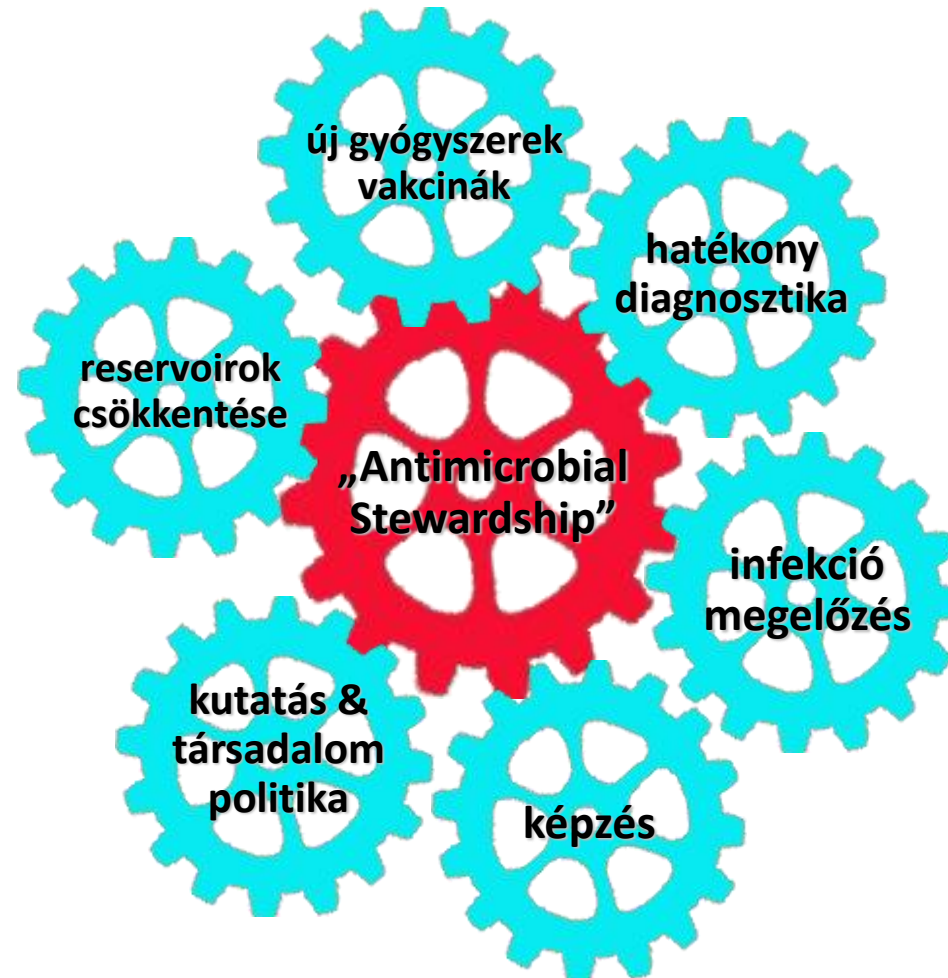 új gyógyszerek
vakcinák
hatékony
diagnosztika
reservoirok
csökkentése
„Antimicrobial
Stewardship”
infekció
megelőzés
kutatás &
társadalom
politika
képzés